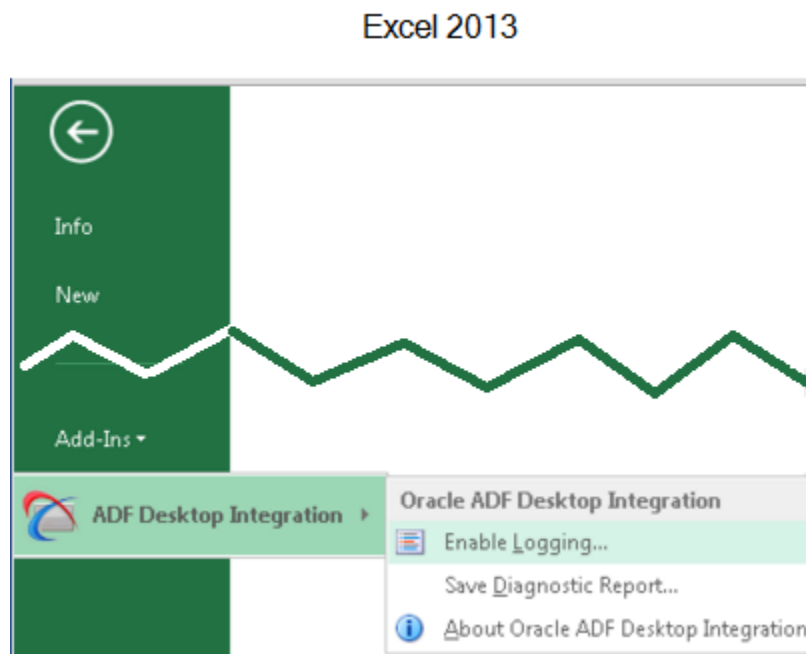 Excel 2013
Info
New
Add-Ins
ADF Desktop Integration
Oracle ADF Desktop Integration
Enable Logging...
Save Diagnostic Report...
About Oracle ADF Desktop Integration